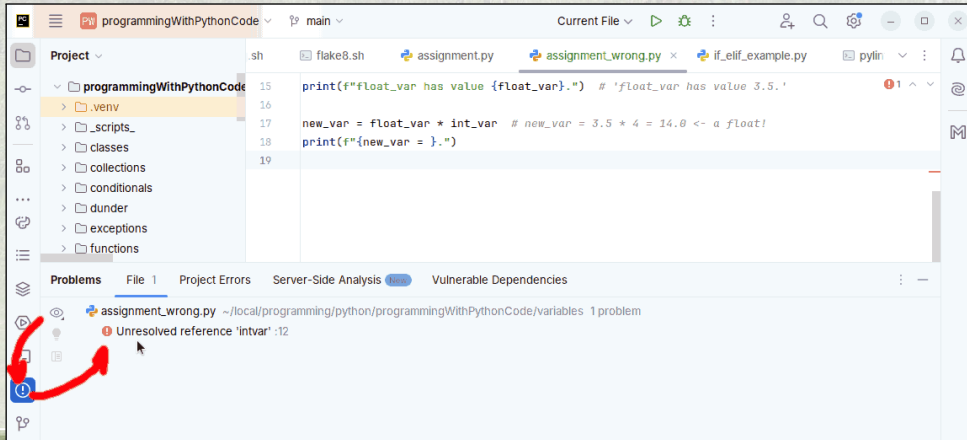 PC PW programmingWithPythonCode main Current File
Project
.sh flake8.sh assignment.py assignment_wrong.py if_elif_example.py pylin
programmingWithPythonCode
.venv
_scripts_
classes
collections
conditionals
dunder
exceptions
functions
15 print(f"float_var has value {float_var}.") # 'float_var has value 3.5.' 1
16
17 new_var = float_var * int_var # new_var = 3.5 * 4 = 14.0 <- a float!
18 print(f"{new_var = }.")
19
Problems File 1 Project Errors Server-Side Analysis New Vulnerable Dependencies
assignment_wrong.py ~/local/programming/python/programmingWithPythonCode/variables 1 problem
Unresolved reference 'intvar' :12